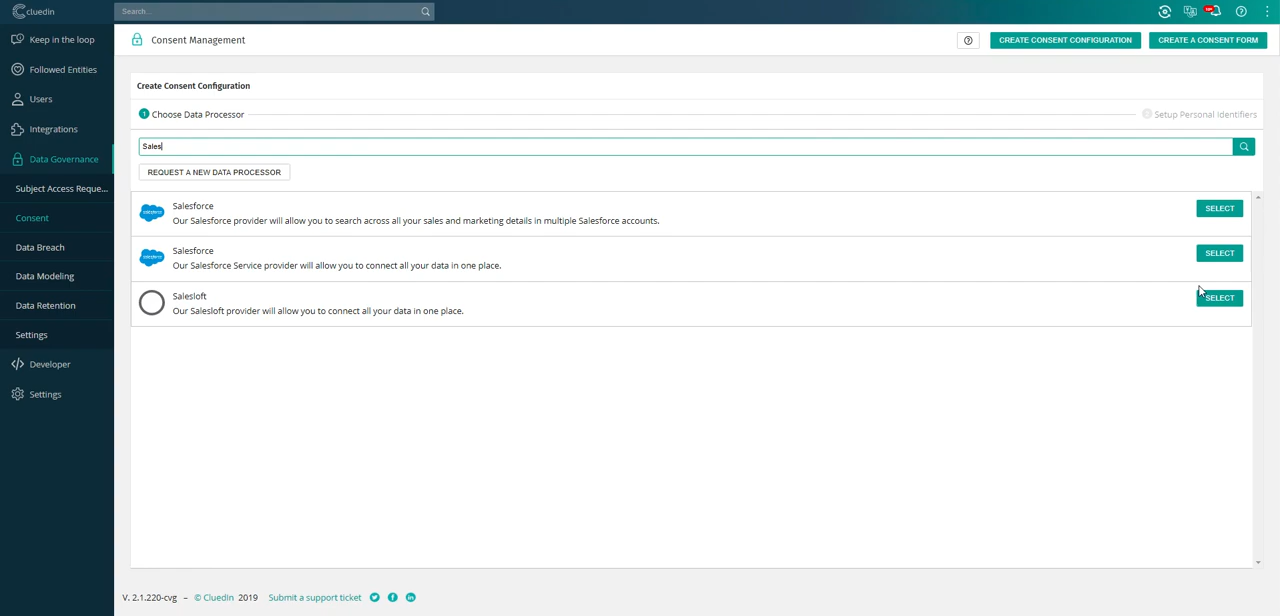 cluedin
Search ...
Keep in the loop
Followed Entities
Users
Integrations
Data Governance
Subject Access Reque...
Consent
Data Breach
Data Modeling
Data Retention
Settings
Developer
Settings
Consent Management
CREATE CONSENT CONFIGURATION
CREATE A CONSENT FORM
Create Consent Configuration
1 Choose Data Processor
Setup Personal Identifiers
Sales
REQUEST A NEW DATA PROCESSOR
Salesforce
Our Salesforce provider will allow you to search across all your sales and marketing details in multiple Salesforce accounts.
SELECT
Salesforce
Our Salesforce Service provider will allow you to connect all your data in one place.
SELECT
Salesloft
Our Salesloft provider will allow you to connect all your data in one place.
SELECT
V. 2.1.220-cvg – © CluedIn 2019 Submit a support ticket